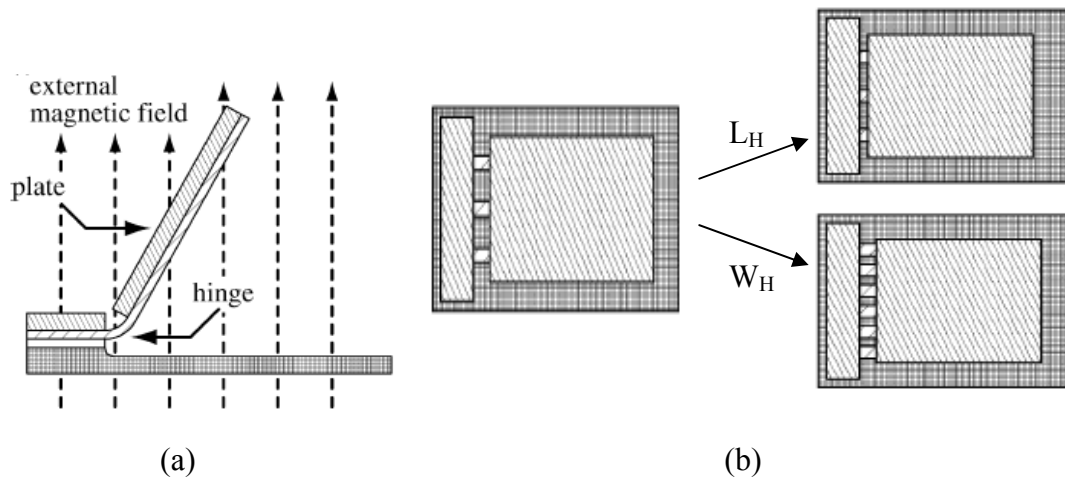 external
magnetic field
plate
hinge
(a)
L_H
W_H
(b)